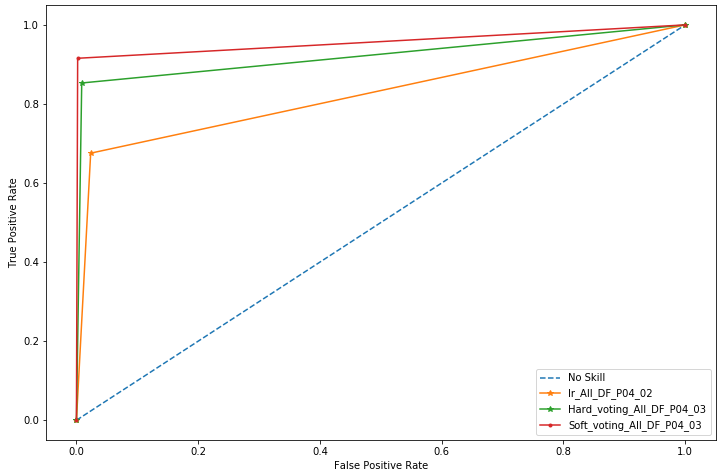 1.0
0.8
0.6
0.4
0.2
0.0
True Positive Rate
0.0 0.2 0.4 0.6 0.8 1.0
False Positive Rate
No Skill
lr_All_DF_P04_02
Hard_voting_All_DF_P04_03
Soft_voting_All_DF_P04_03